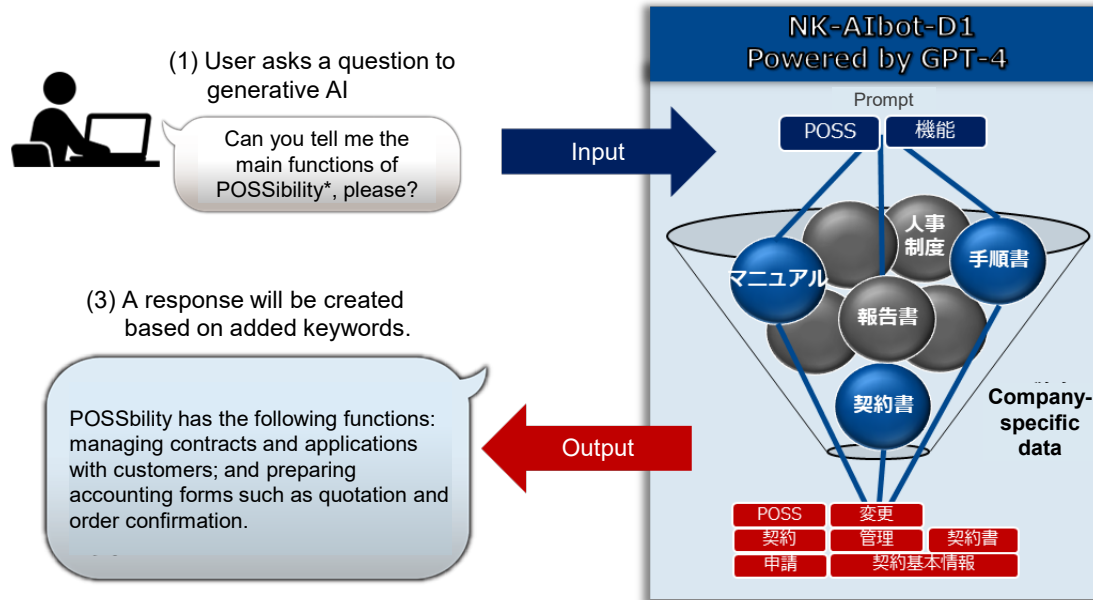 (1) User asks a question to
generative AI
Can you tell me the
main functions of
POSSibility*, please?
Input
NK-AIbot-D1
Powered by GPT-4
Prompt
POSS
機能
人事
制度
マニュアル
手順書
報告書
契約書
Company-
specific
data
(3) A response will be created
based on added keywords.
POSSbility has the following functions:
managing contracts and applications
with customers; and preparing
accounting forms such as quotation and
order confirmation.
Output
POSS
変更
契約
管理
契約書
申請
契約基本情報